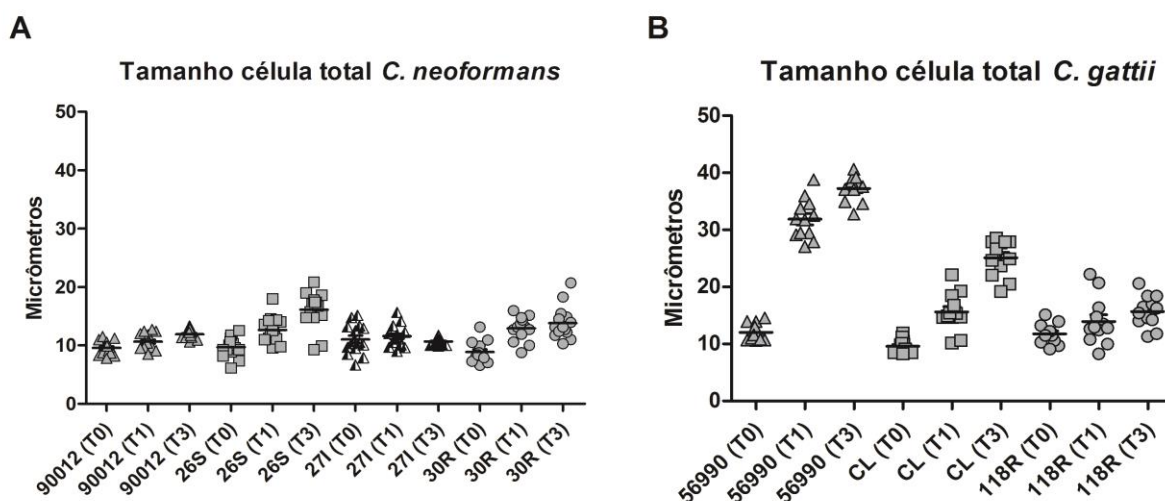 A
Tamanho célula total C. neoformans
Micrômetros
50
40
30
20
10
0
90012 (T0)
90012 (T1)
90012 (T3)
26S (T0)
26S (T1)
26S (T3)
27I (T0)
27I (T1)
27I (T3)
30R (T0)
30R (T1)
30R (T3)
B
Tamanho célula total C. gattii
Micrômetros
50
40
30
20
10
0
56990 (T0)
56990 (T1)
56990 (T3)
CL (T0)
CL (T1)
CL (T3)
118R (T0)
118R (T1)
118R (T3)